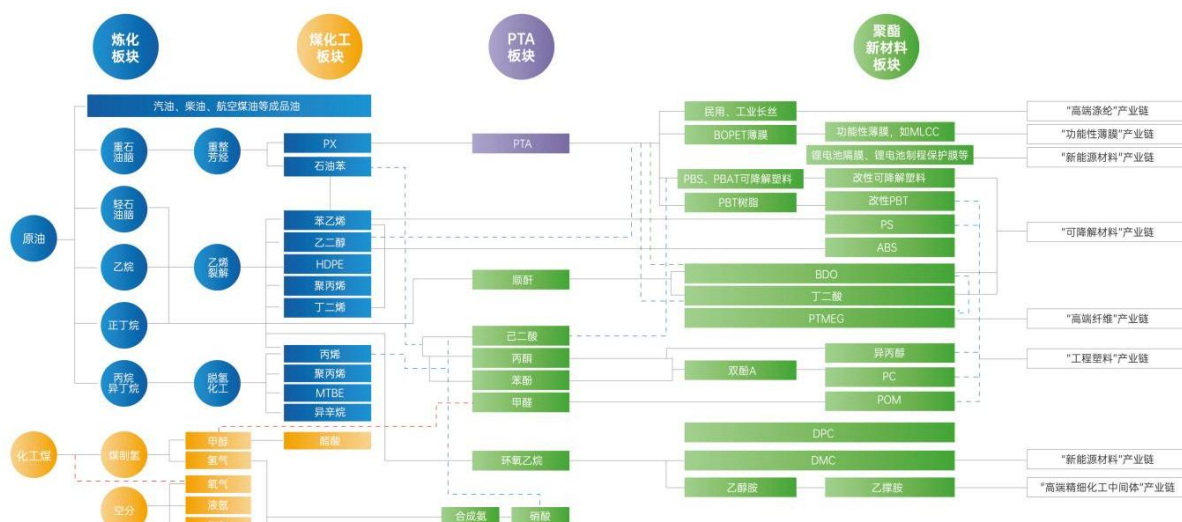 炼化
板块
煤化工
板块
PTA
板块
聚酯
新材料
板块
汽油、柴油、航空煤油等成品油
民用、工业长丝
"高端涤纶"产业链
BOPET薄膜
功能性薄膜,如MLCC
"功能性薄膜"产业链
重石
油脑
重整
芳烃
PX
PTA
石油苯
锂电池隔膜、锂电池制程保护膜等
"新能源材料"产业链
PBS、PBAT可降解塑料
改性可降解塑料
轻石
油脑
PBT树脂
改性PBT
苯乙烯
PS
原油
乙二醇
ABS
"可降解材料"产业链
乙烷
乙烯
裂解
HDPE
聚丙烯
顺酐
BDO
丁二烯
丁二酸
正丁烷
PTMEG
"高端纤维"产业链
己二酸
丙烯
丙酮
异丙醇
"工程塑料"产业链
丙烷
异丁烷
脱氢
化工
聚丙烯
苯酚
双酚A
PC
MTBE
甲醛
POM
异辛烷
化工煤
煤制氢
甲醇
醋酸
DPC
氢气
环氧乙烷
DMC
"新能源材料"产业链
氧气
乙醇胺
乙撑胺
"高端精细化工中间体"产业链
空分
液氩
合成氨
硝酸